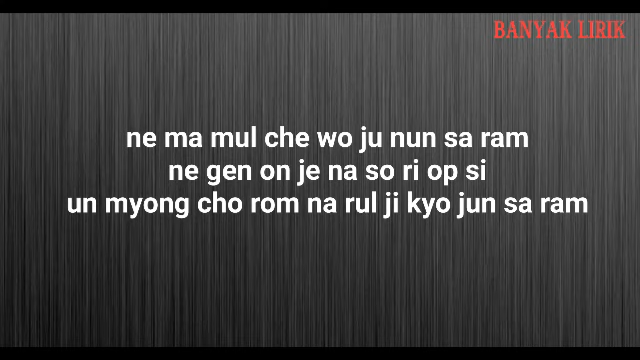 BANYAK LIRIK
ne ma mul che wo ju nun sa ram
ne gen on je na so ri op si
un myong cho rom na rul ji kyo jun sa ram